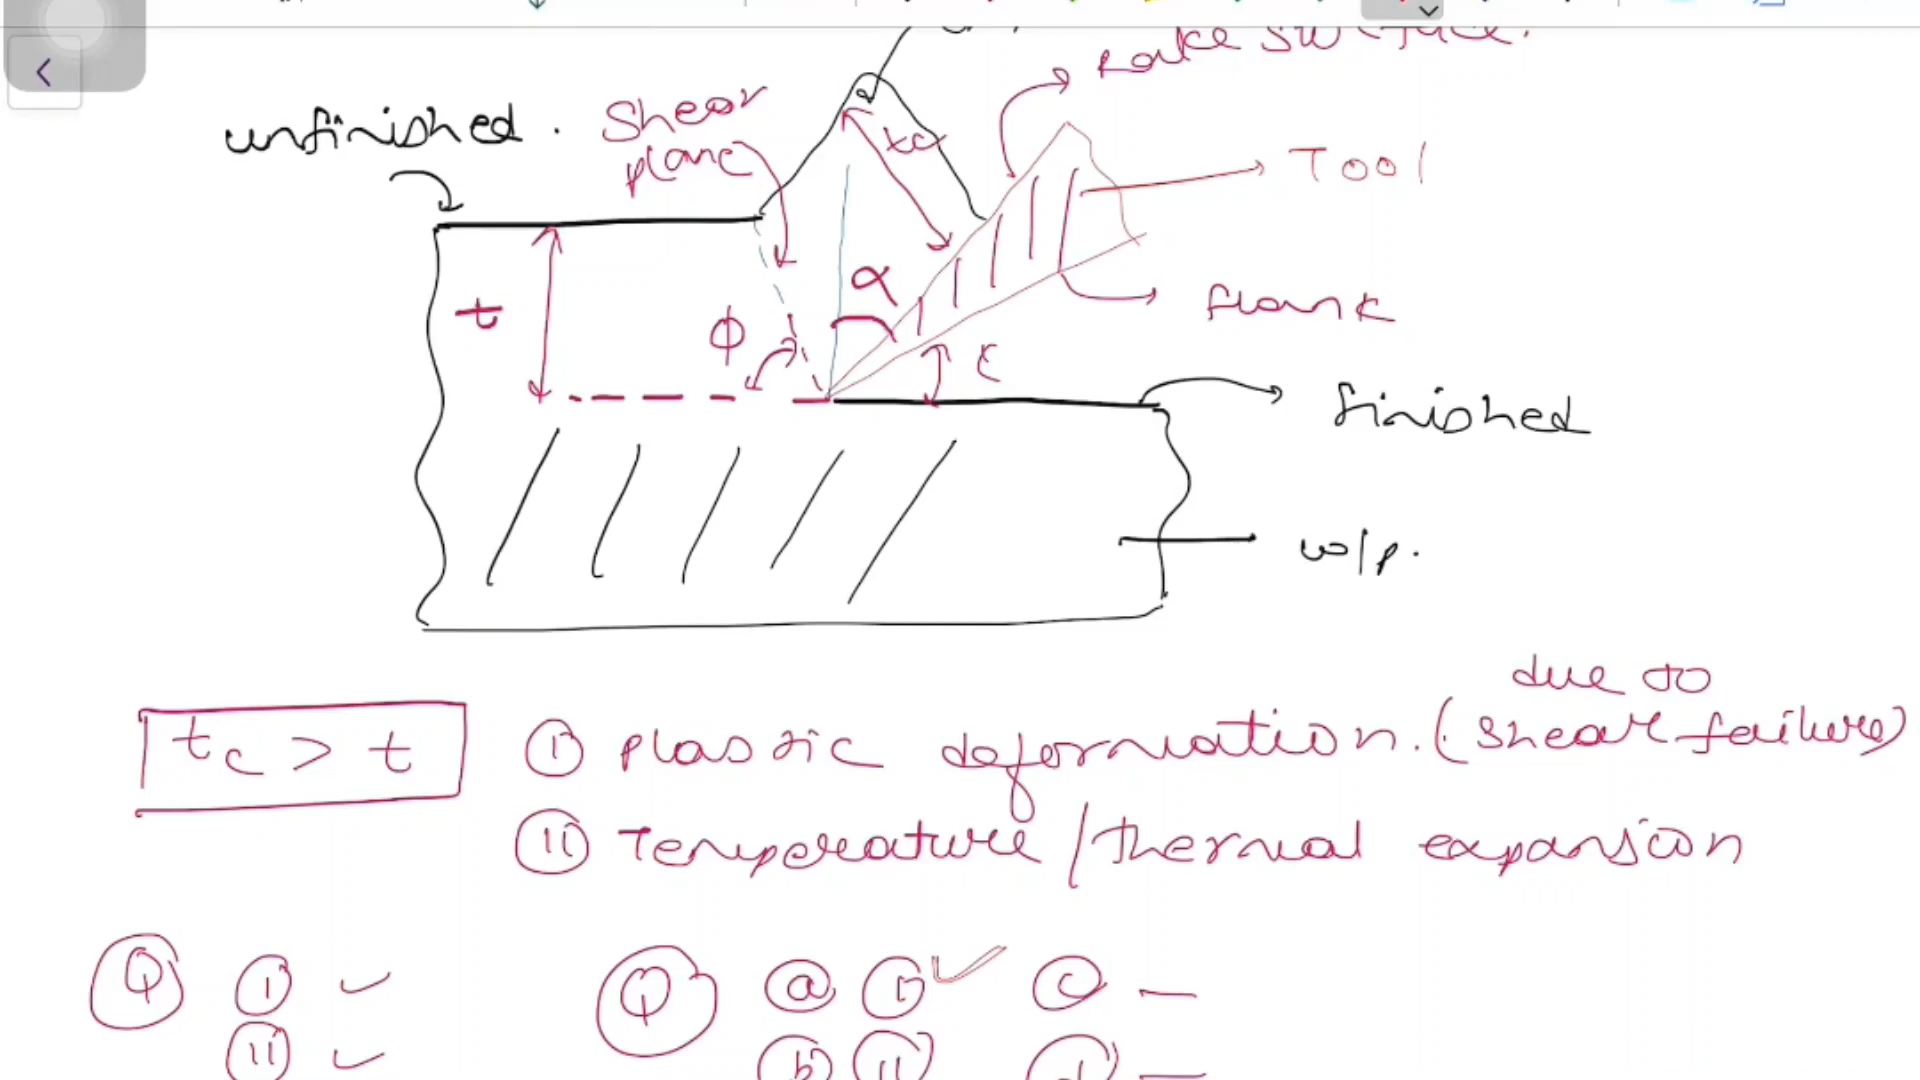 Rake surface.
unfinished.
Shear
plane
tc
Tool
α
t
ϕ
flank
finished
w/p.
due to
tc > t
(I) plastic deformation. (shear failure)
(II) Temperature / thermal expansion
(Q) (I) ✓ (Q) (a) (I) ✓ (c) —
(II) ✓ (b) (II) (d) —